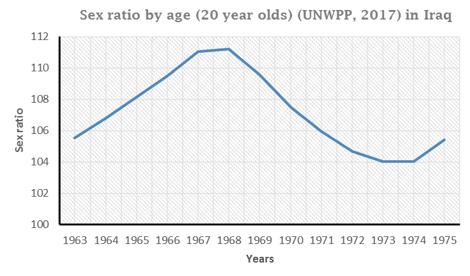 Sex ratio by age (20 year olds) (UNWPP, 2017) in Iraq
112
110
108
106
104
102
100
Sex ratio
1963 1964 1965 1966 1967 1968 1969 1970 1971 1972 1973 1974 1975
Years